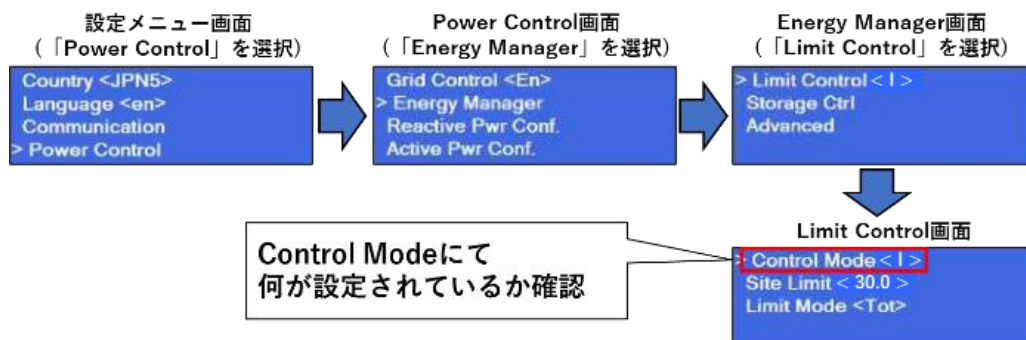 設定メニュー画面
(「Power Control」を選択)
Country <JPN5>
Language <en>
Communication
> Power Control
Power Control画面
(「Energy Manager」を選択)
Grid Control <En>
> Energy Manager
Reactive Pwr Conf.
Active Pwr Conf.
Energy Manager画面
(「Limit Control」を選択)
> Limit Control < I >
Storage Ctrl
Advanced
Limit Control画面
> Control Mode < I >
Site Limit < 30.0 >
Limit Mode <Tot>
Control Modeにて
何が設定されているか確認